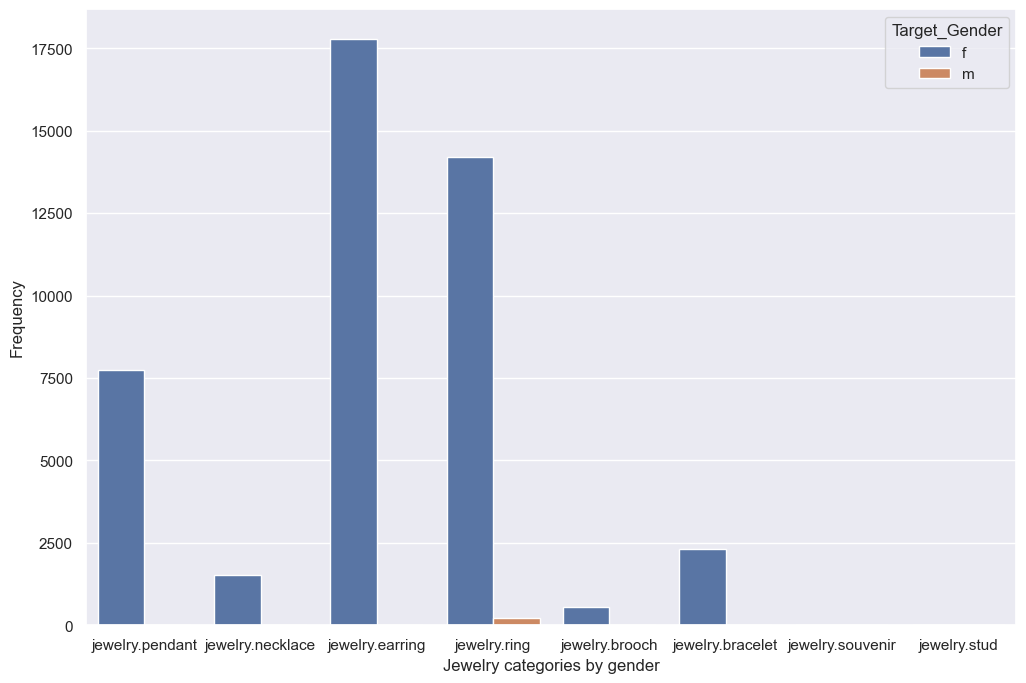 Target_Gender
f
m
17500
15000
12500
10000
7500
5000
2500
0
Frequency
jewelry.pendant jewelry.necklace jewelry.earring jewelry.ring jewelry.brooch jewelry.bracelet jewelry.souvenir jewelry.stud
Jewelry categories by gender